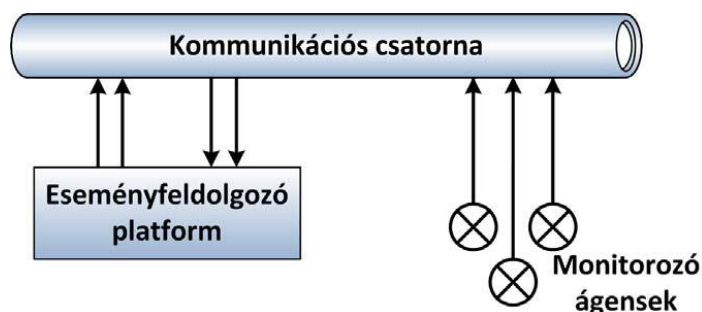 Kommunikációs csatorna
Eseményfeldolgozó
platform
Monitorozó
ágensek